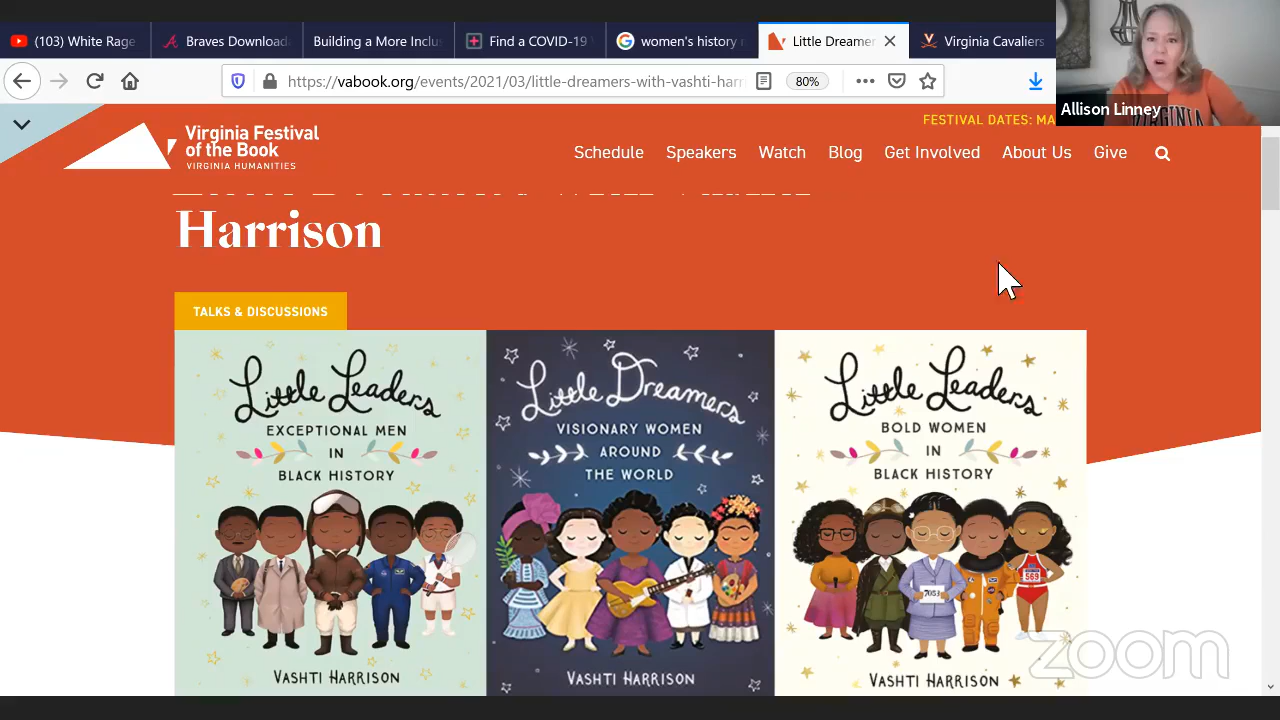 (103) White Rage
Braves Download
Building a More Inclu
Find a COVID-19
women's history
Little Dreamer
Virginia Cavaliers
https://vabook.org/events/2021/03/little-dreamers-with-vashti-harr
80%
Allison Linney
VIRGINIA
Virginia Festival
of the Book
VIRGINIA HUMANITIES
FESTIVAL DATES: MA
Schedule
Speakers
Watch
Blog
Get Involved
About Us
Give
Harrison
TALKS & DISCUSSIONS
Little Leaders
EXCEPTIONAL MEN
IN
BLACK HISTORY
VASHTI HARRISON
Little Dreamers
VISIONARY WOMEN
AROUND
THE WORLD
VASHTI HARRISON
Little Leaders
BOLD WOMEN
IN
BLACK HISTORY
7053
569
VASHTI HARRISON
zoom